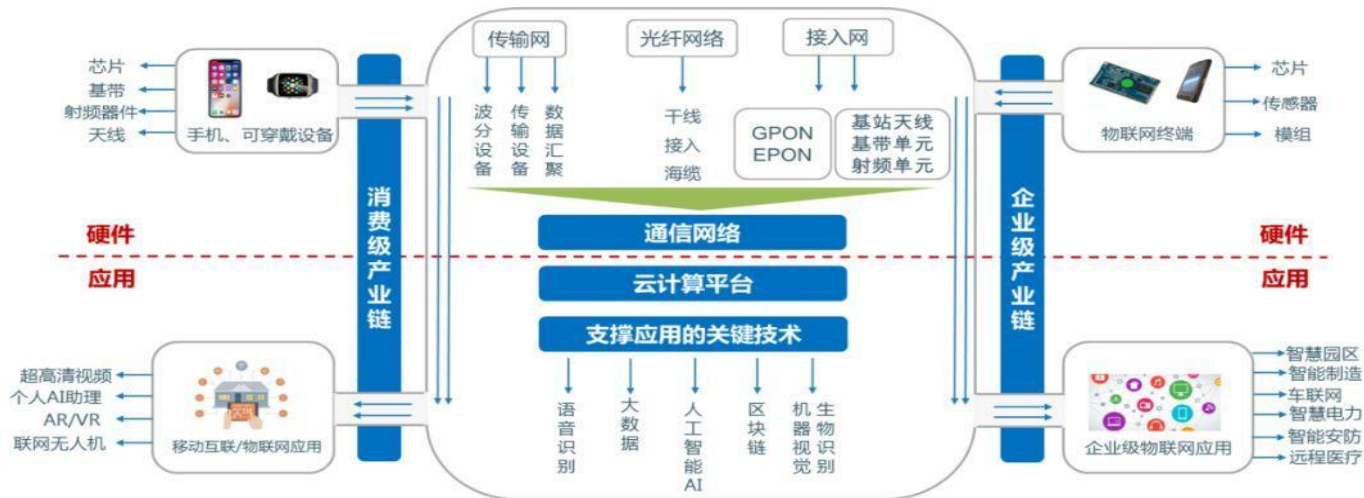 传输网
光纤网络
接入网
芯片
基带
射频器件
天线
手机、可穿戴设备
波分设备
传输设备
数据汇聚
干线
接入
海缆
GPON
EPON
基站天线
基带单元
射频单元
物联网终端
芯片
传感器
模组
消费级产业链
企业级产业链
通信网络
硬件
硬件
应用
应用
云计算平台
支撑应用的关键技术
语音识别
大数据
人工智能AI
区块链
机器视觉
生物识别
超高清视频
个人AI助理
AR/VR
联网无人机
移动互联/物联网应用
企业级物联网应用
智慧园区
智能制造
车联网
智慧电力
智能安防
远程医疗